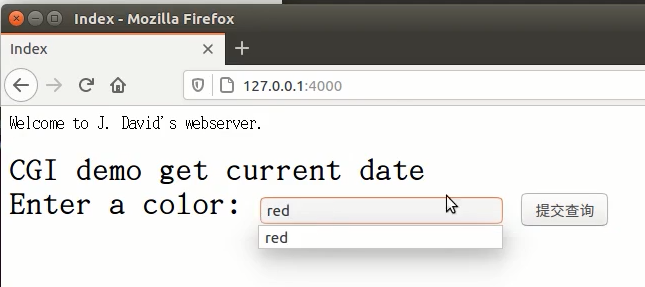 Index - Mozilla Firefox
Index
127.0.0.1:4000
Welcome to J. David's webserver.
CGI demo get current date
Enter a color: red 提交查询
red